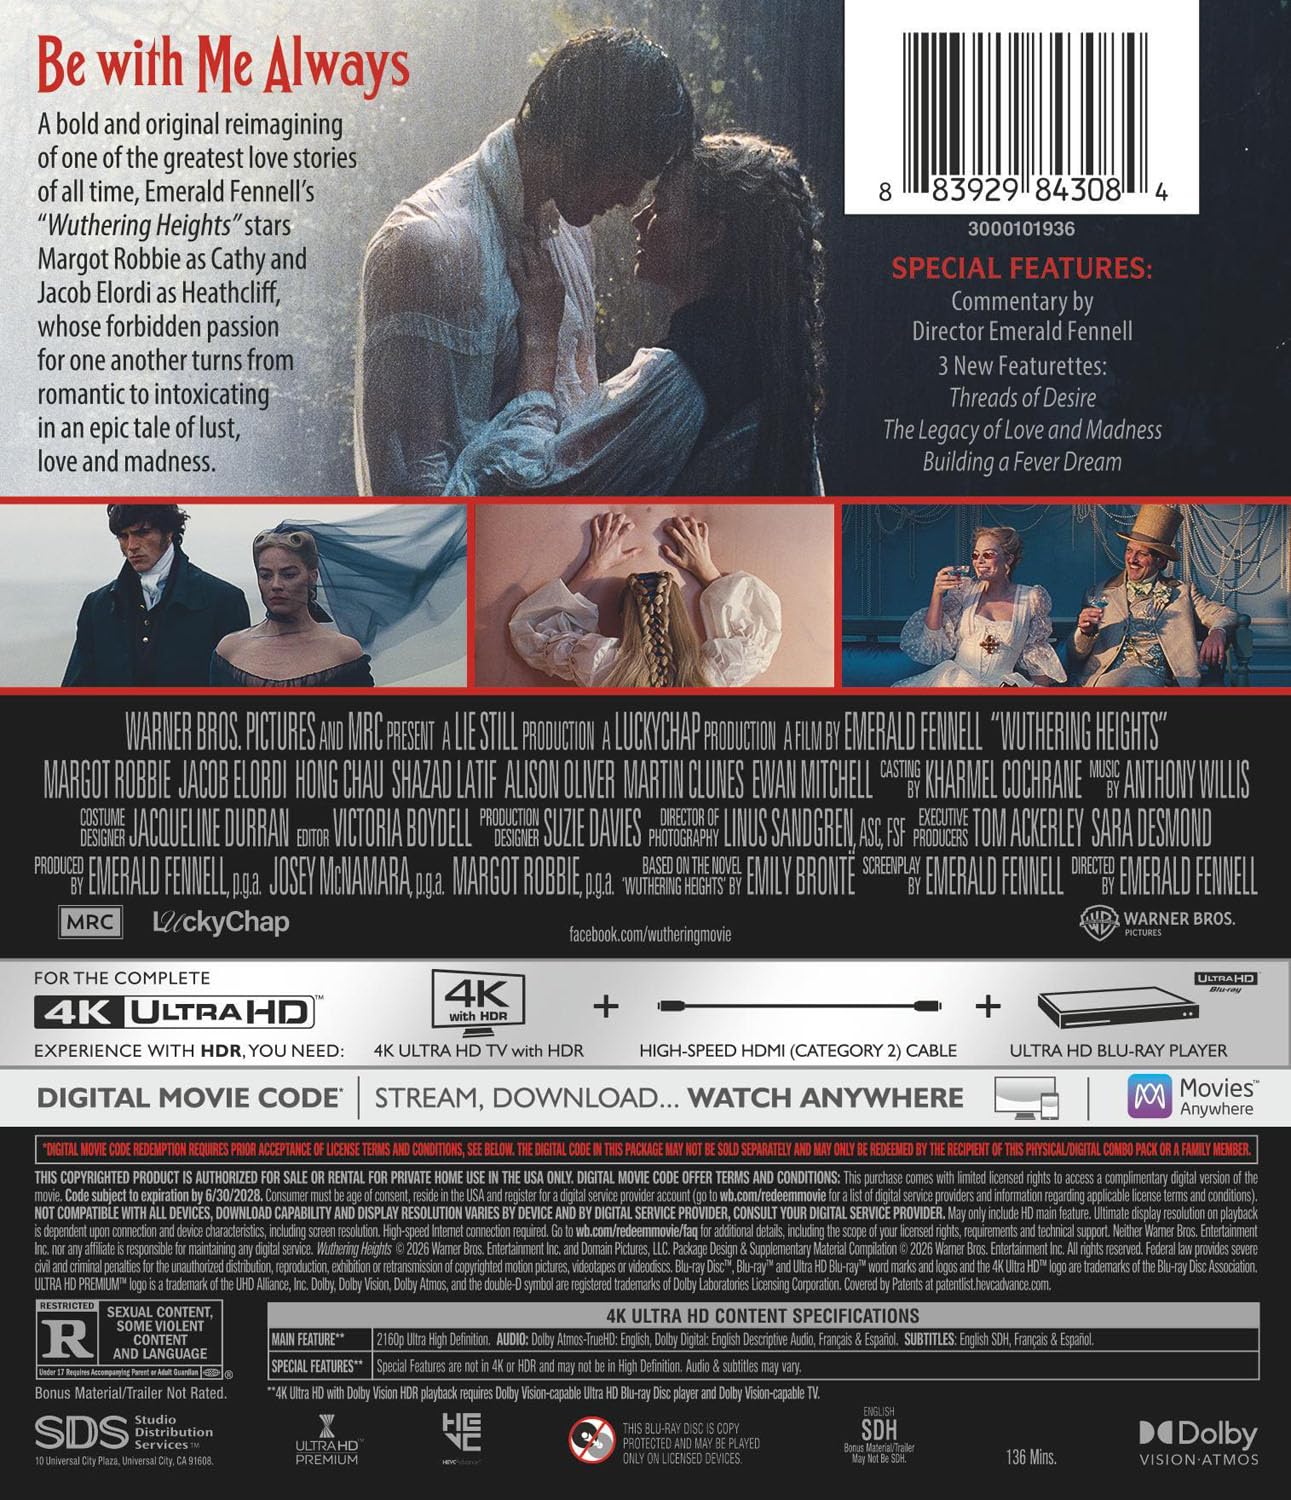 Be with Me Always
A bold and original reimagining
of one of the greatest love stories
of all time, Emerald Fennell's
"Wuthering Heights" stars
Margot Robbie as Cathy and
Jacob Elordi as Heathcliff,
whose forbidden passion
for one another turns from
romantic to intoxicating
in an epic tale of lust,
love and madness.
8 83929 84308 4
3000101936
SPECIAL FEATURES:
Commentary by
Director Emerald Fennell
3 New Featurettes:
Threads of Desire
The Legacy of Love and Madness
Building a Fever Dream
WARNER BROS. PICTURES AND MRC PRESENT A LIE STILL PRODUCTION A LUCKYCHAP PRODUCTION A FILM BY EMERALD FENNELL "WUTHERING HEIGHTS"
MARGOT ROBBIE JACOB ELORDI HONG CHAU SHAZAD LATIF ALISON OLIVER MARTIN CLUNES EWAN MITCHELL CASTING BY KHARMEL COCHRANE MUSIC BY ANTHONY WILLIS
COSTUME DESIGNER JACQUELINE DURRAN EDITOR VICTORIA BOYDELL PRODUCTION DESIGNER SUZIE DAVIES DIRECTOR OF PHOTOGRAPHY LINUS SANDGREN, ASC, FSF EXECUTIVE PRODUCERS TOM ACKERLEY SARA DESMOND
PRODUCED BY EMERALD FENNELL, p.g.a. JOSEY McNAMARA, p.g.a. MARGOT ROBBIE, p.g.a. BASED ON THE NOVEL 'WUTHERING HEIGHTS' BY EMILY BRONTË SCREENPLAY BY EMERALD FENNELL DIRECTED BY EMERALD FENNELL
MRC LuckyChap facebook.com/wutheringmovie WB WARNER BROS. PICTURES
FOR THE COMPLETE
4K ULTRA HD™
EXPERIENCE WITH HDR, YOU NEED:
4K with HDR
4K ULTRA HD TV with HDR
+
HIGH-SPEED HDMI (CATEGORY 2) CABLE
+
ULTRA HD Blu-ray
ULTRA HD BLU-RAY PLAYER
DIGITAL MOVIE CODE* STREAM, DOWNLOAD... WATCH ANYWHERE Movies™ Anywhere
*DIGITAL MOVIE CODE REDEMPTION REQUIRES PRIOR ACCEPTANCE OF LICENSE TERMS AND CONDITIONS, SEE BELOW. THE DIGITAL CODE IN THIS PACKAGE MAY NOT BE SOLD SEPARATELY AND MAY ONLY BE REDEEMED BY THE RECIPIENT OF THIS PHYSICAL/DIGITAL COMBO PACK OR A FAMILY MEMBER.
THIS COPYRIGHTED PRODUCT IS AUTHORIZED FOR SALE OR RENTAL FOR PRIVATE HOME USE IN THE USA ONLY. DIGITAL MOVIE CODE OFFER TERMS AND CONDITIONS: This purchase comes with limited licensed rights to access a complimentary digital version of the
movie. Code subject to expiration by 6/30/2028. Consumer must be age of consent, reside in the USA and register for a digital service provider account (go to wb.com/redeemmovie for a list of digital service providers and information regarding applicable license terms and conditions).
NOT COMPATIBLE WITH ALL DEVICES, DOWNLOAD CAPABILITY AND DISPLAY RESOLUTION VARIES BY DEVICE AND BY DIGITAL SERVICE PROVIDER, CONSULT YOUR DIGITAL SERVICE PROVIDER. May only include HD main feature. Ultimate display resolution on playback
is dependent upon connection and device characteristics, including screen resolution. High-speed Internet connection required. Go to wb.com/redeemmovie/faq for additional details, including the scope of your licensed rights, requirements and technical support. Neither Warner Bros. Entertainment
Inc. nor any affiliate is responsible for maintaining any digital service. Wuthering Heights © 2026 Warner Bros. Entertainment Inc. and Domain Pictures, LLC. Package Design & Supplementary Material Compilation © 2026 Warner Bros. Entertainment Inc. All rights reserved. Federal law provides severe
civil and criminal penalties for the unauthorized distribution, reproduction, exhibition or retransmission of copyrighted motion pictures, videotapes or videodiscs. Blu-ray Disc™, Blu-ray™ and Ultra HD Blu-ray™ word marks and logos and the 4K Ultra HD™ logo are trademarks of the Blu-ray Disc Association.
ULTRA HD PREMIUM™ logo is a trademark of the UHD Alliance, Inc. Dolby, Dolby Vision, Dolby Atmos, and the double-D symbol are registered trademarks of Dolby Laboratories Licensing Corporation. Covered by Patents at patentlist.hevcadvance.com.
RESTRICTED
R
SEXUAL CONTENT,
SOME VIOLENT
CONTENT
AND LANGUAGE
Under 17 Requires Accompanying Parent or Adult Guardian ®
Bonus Material/Trailer Not Rated.
4K ULTRA HD CONTENT SPECIFICATIONS
MAIN FEATURE** 2160p Ultra High Definition. AUDIO: Dolby Atmos-TrueHD: English, Dolby Digital: English Descriptive Audio, Français & Español. SUBTITLES: English SDH, Français & Español.
SPECIAL FEATURES** Special Features are not in 4K or HDR and may not be in High Definition. Audio & subtitles may vary.
**4K Ultra HD with Dolby Vision HDR playback requires Dolby Vision-capable Ultra HD Blu-ray Disc player and Dolby Vision-capable TV.
SDS Studio Distribution Services™
10 Universal City Plaza, Universal City, CA 91608.
ULTRA HD™
PREMIUM
HEVC
HEVC Advance
THIS BLU-RAY DISC IS COPY
PROTECTED AND MAY BE PLAYED
ONLY ON LICENSED DEVICES.
ENGLISH
SDH
Bonus Material/Trailer
May Not Be SDH.
136 Mins.
Dolby
VISION·ATMOS